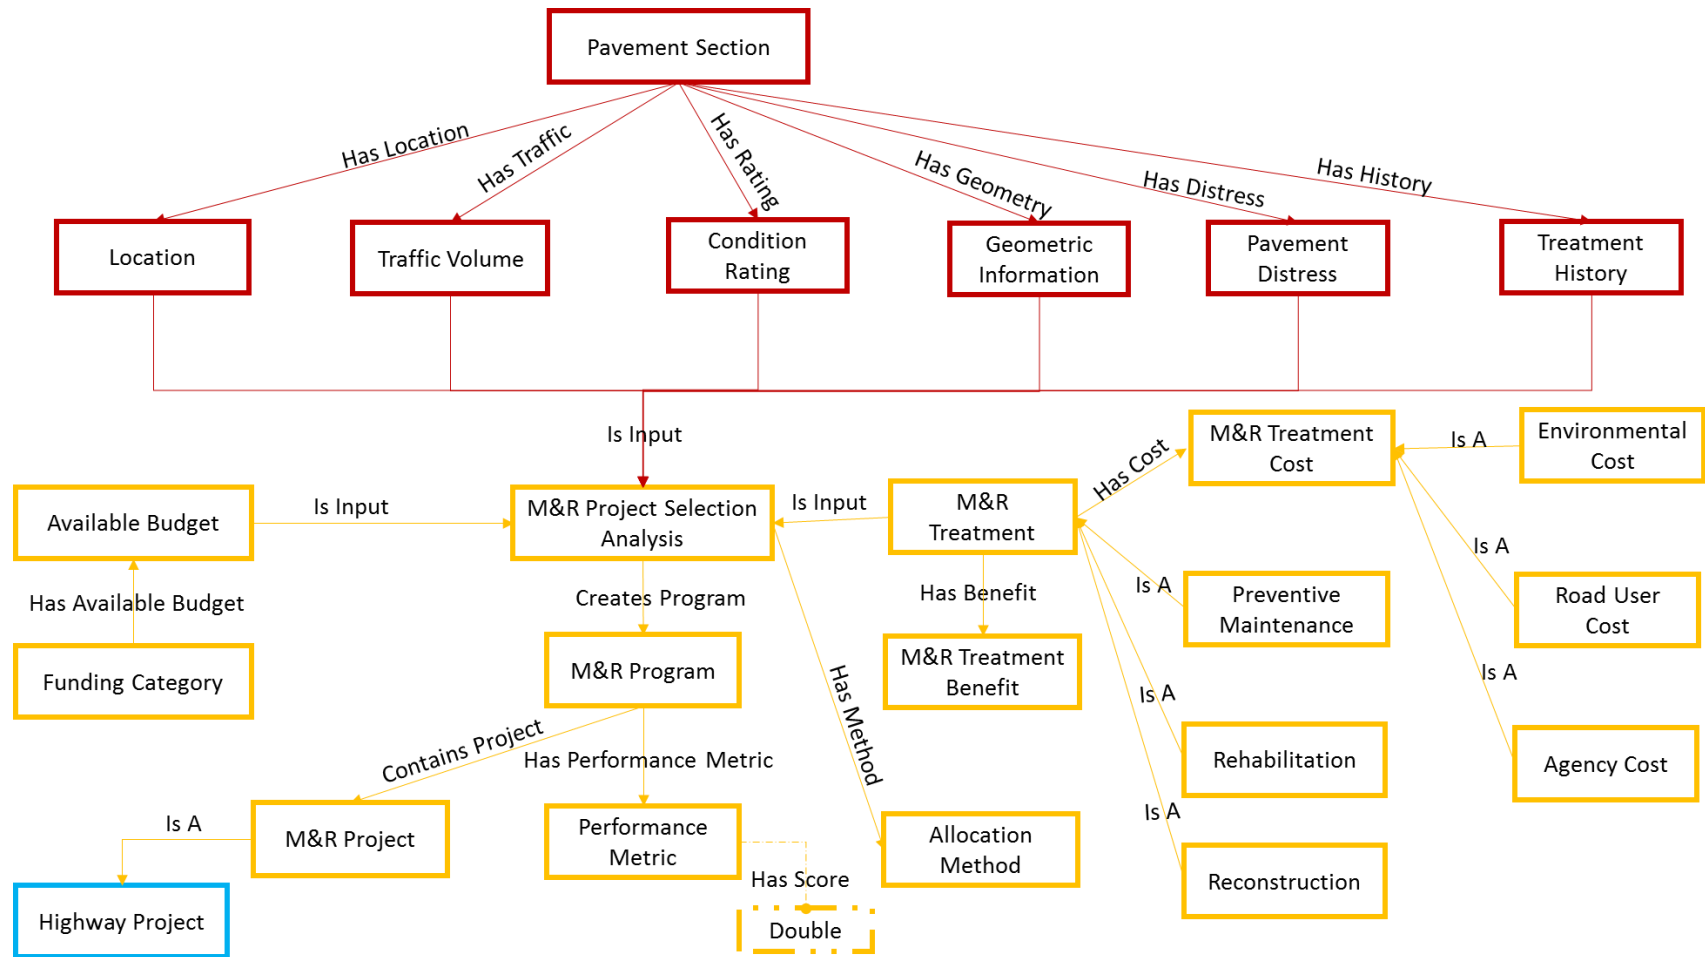 Pavement Section
Has Location
Has Traffic
Has Rating
Has Geometry
Has Distress
Has History
Location
Traffic Volume
Condition
Rating
Geometric
Information
Pavement
Distress
Treatment
History
Is Input
Available Budget
Is Input
M&R Project Selection
Analysis
Is Input
M&R
Treatment
Has Cost
M&R Treatment
Cost
Is A
Environmental
Cost
Has Available Budget
Creates Program
Has Benefit
Is A
Preventive
Maintenance
Is A
Road User
Cost
Funding Category
M&R Program
Has Method
M&R Treatment
Benefit
Is A
Is A
Contains Project
Has Performance Metric
Rehabilitation
Agency Cost
Is A
M&R Project
Performance
Metric
Allocation
Method
Is A
Reconstruction
Has Score
Highway Project
Double